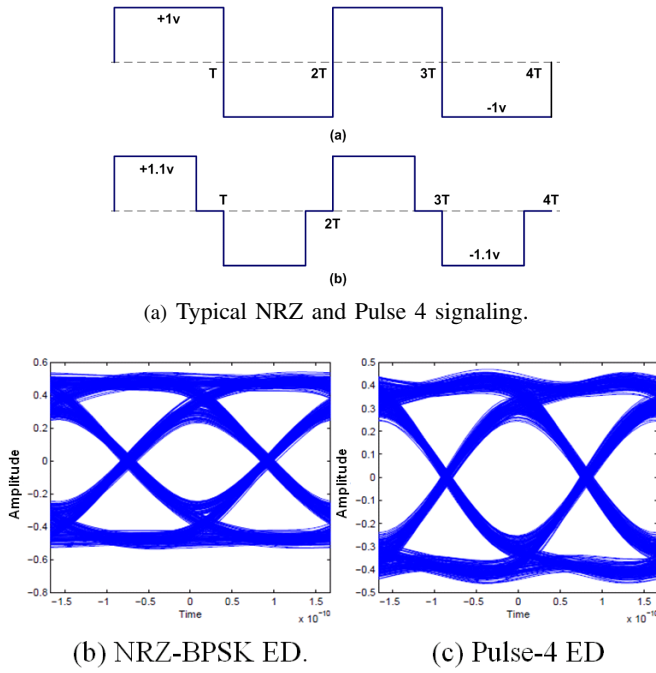 +1v
T 2T 3T 4T
-1v
(a)
+1.1v
T 2T 3T 4T
-1.1v
(b)
(a) Typical NRZ and Pulse 4 signaling.
0.6
0.4
0.2
0
-0.2
-0.4
-0.6
-0.8
Amplitude
-1.5 -1 -0.5 0 0.5 1 1.5
Time
x 10^-10
(b) NRZ-BPSK ED.
0.5
0.4
0.3
0.2
0.1
0
-0.1
-0.2
-0.3
-0.4
-0.5
Amplitude
-1.5 -1 -0.5 0 0.5 1 1.5
Time
x 10^-10
(c) Pulse-4 ED